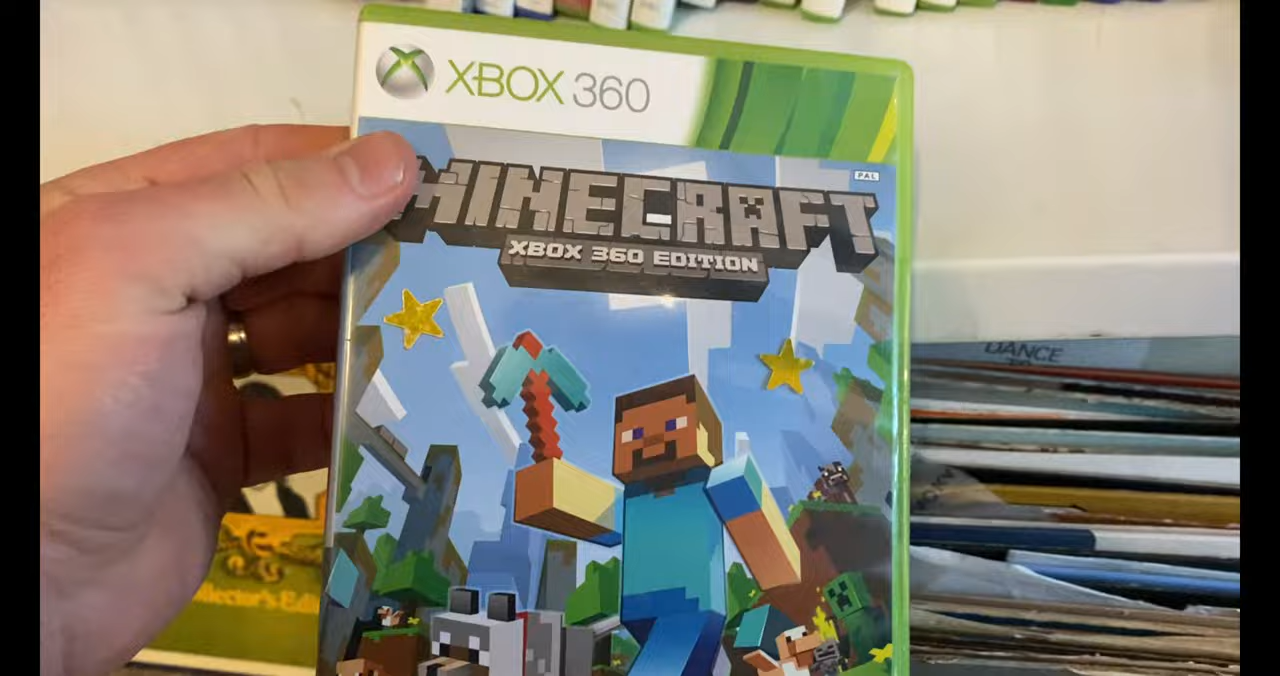 XBOX 360
PAL
MINECRAFT
XBOX 360 EDITION
DANCE